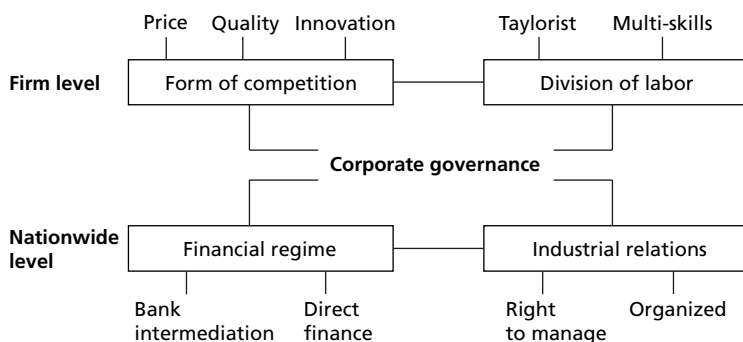 Price Quality Innovation Taylorist Multi-skills
Firm level Form of competition Division of labor
Corporate governance
Nationwide
level
Financial regime Industrial relations
Bank
intermediation
Direct
finance
Right
to manage
Organized